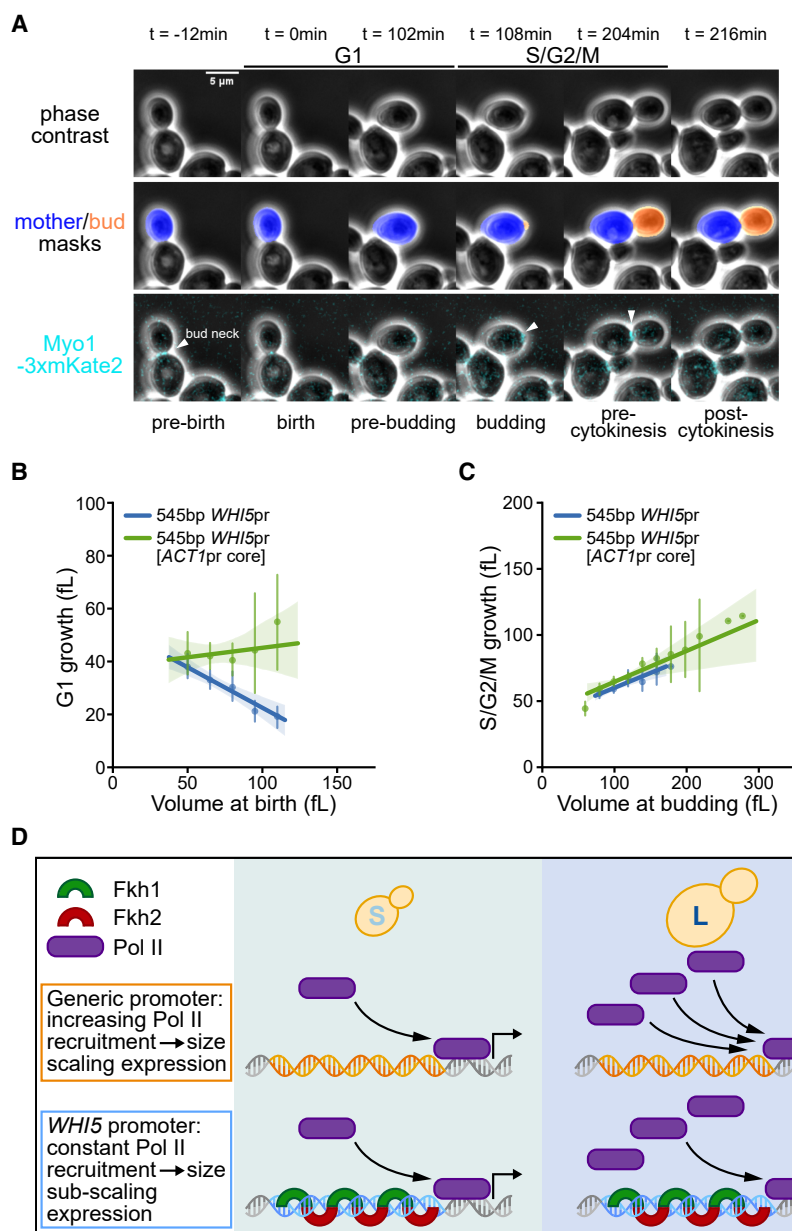 A
t = -12min t = 0min t = 102min t = 108min t = 204min t = 216min
G1 S/G2/M
5 µm
phase
contrast
mother/bud
masks
Myo1
-3xmKate2
bud neck
pre-birth birth pre-budding budding pre-
cytokinesis post-
cytokinesis
B
100
80
60
40
20
0
G1 growth (fL)
545bp WHI5pr
545bp WHI5pr
[ACT1pr core]
0 50 100 150
Volume at birth (fL)
C
200
150
100
50
0
S/G2/M growth (fL)
545bp WHI5pr
545bp WHI5pr
[ACT1pr core]
0 100 200 300
Volume at budding (fL)
D
Fkh1
Fkh2
Pol II
S
L
Generic promoter:
increasing Pol II
recruitment → size
scaling expression
WHI5 promoter:
constant Pol II
recruitment → size
sub-scaling
expression